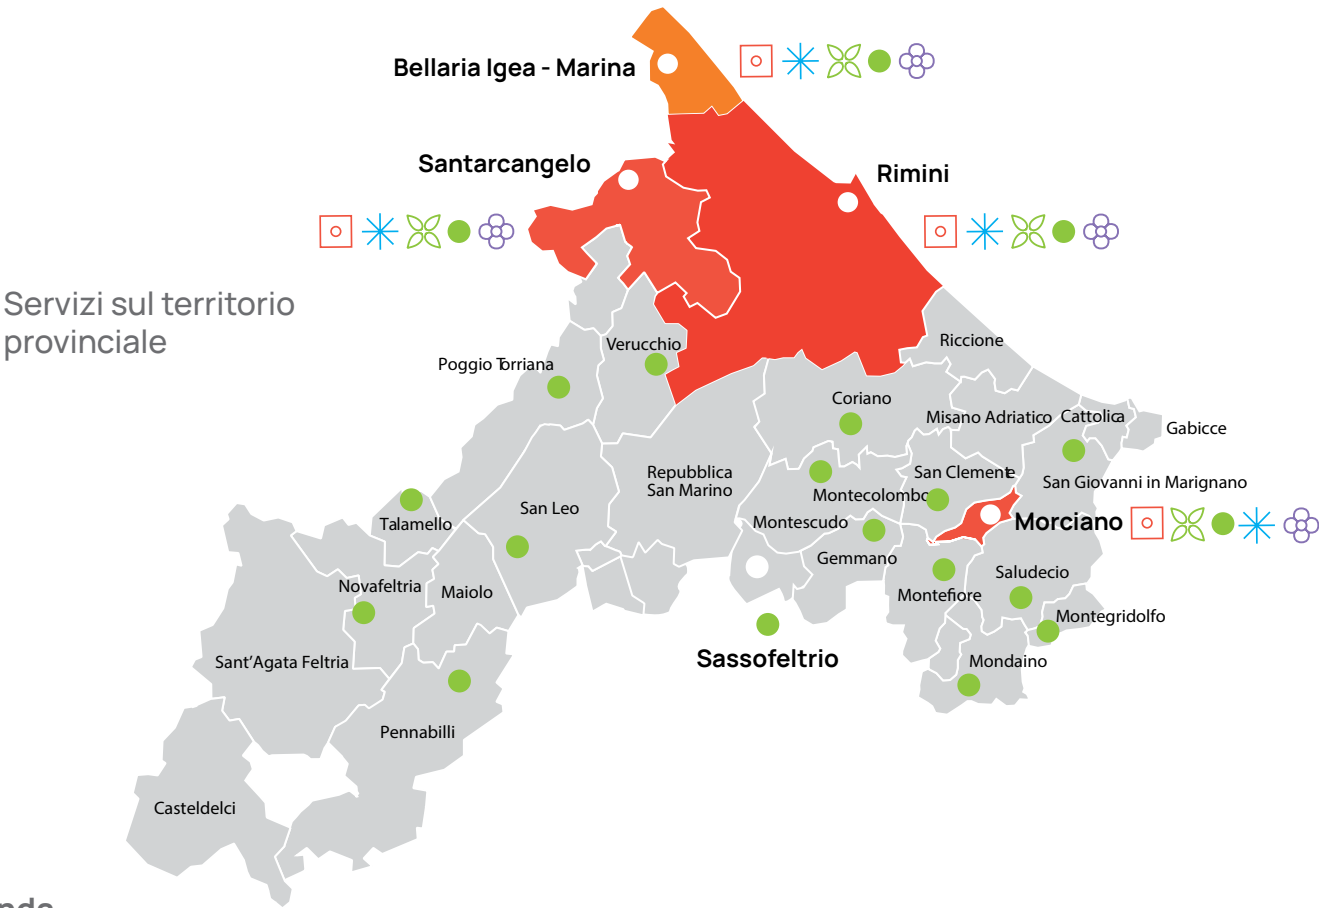 Bellaria Igea - Marina
Santarcangelo
Rimini
Servizi sul territorio
provinciale
Riccione
Verucchio
Poggio Torriana
Coriano
Misano Adriatico
Cattolica
Gabicce
Repubblica
San Marino
San Clemente
San Giovanni in Marignano
Montecolombo
San Leo
Talamello
Montescudo
Morciano
Gemmano
Saludecio
Novafeltria
Maiolo
Montefiore
Montegridolfo
Sassofeltrio
Sant'Agata Feltria
Mondaino
Pennabilli
Casteldelci